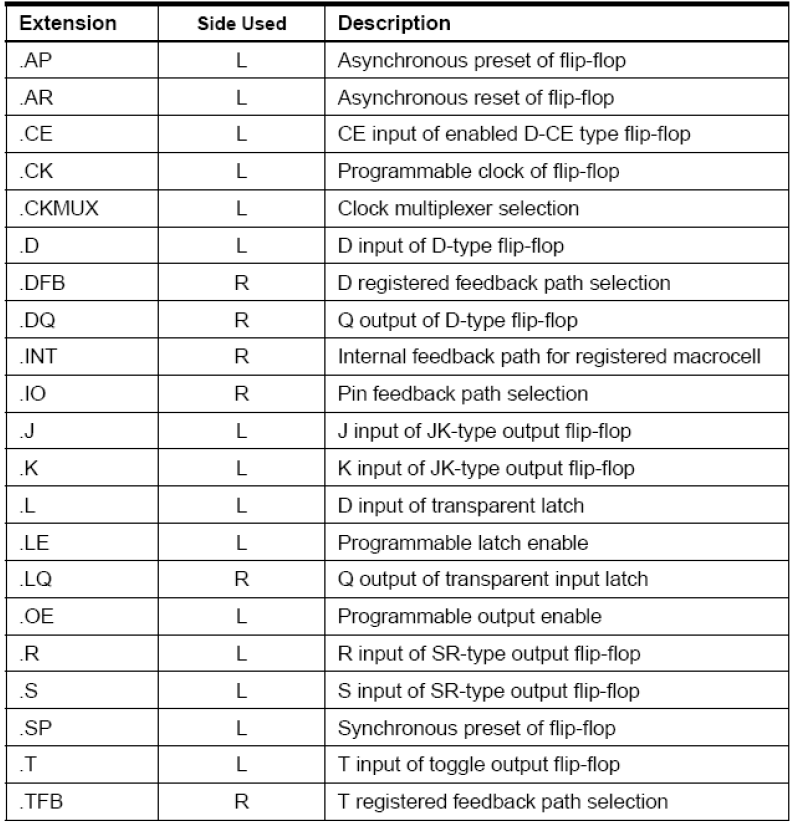 Extension Side Used Description
.AP L Asynchronous preset of flip-flop
.AR L Asynchronous reset of flip-flop
.CE L CE input of enabled D-CE type flip-flop
.CK L Programmable clock of flip-flop
.CKMUX L Clock multiplexer selection
.D L D input of D-type flip-flop
.DFB R D registered feedback path selection
.DQ R Q output of D-type flip-flop
.INT R Internal feedback path for registered macrocell
.IO R Pin feedback path selection
.J L J input of JK-type output flip-flop
.K L K input of JK-type output flip-flop
.L L D input of transparent latch
.LE L Programmable latch enable
.LQ R Q output of transparent input latch
.OE L Programmable output enable
.R L R input of SR-type output flip-flop
.S L S input of SR-type output flip-flop
.SP L Synchronous preset of flip-flop
.T L T input of toggle output flip-flop
.TFB R T registered feedback path selection